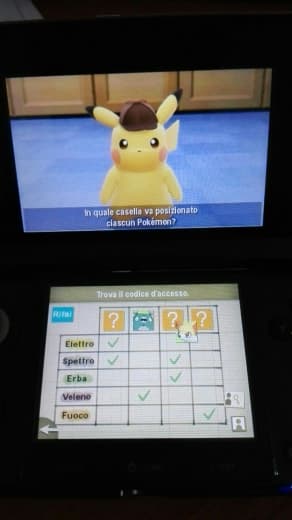 In quale casella va posizionato
ciascun Pokémon?
Trova il codice d'accesso.
Rifai
? ? ?
Elettro
Spettro
Erba
Veleno
Fuoco